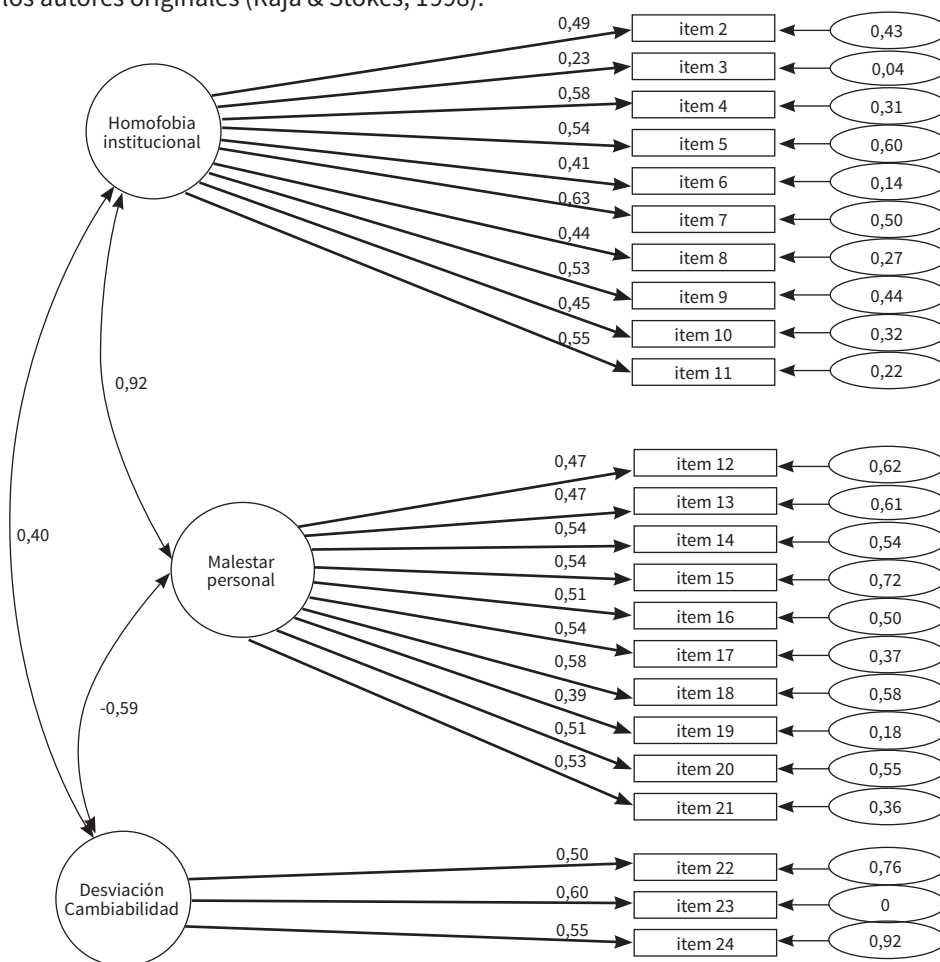 los autores originales (Raja & Stokes, 1998).
0,49 item 2 0,43
0,23 item 3 0,04
0,58 item 4 0,31
Homofobia
institucional
0,54 item 5 0,60
0,41 item 6 0,14
0,63 item 7 0,50
0,44 item 8 0,27
0,53 item 9 0,44
0,45 item 10 0,32
0,55 item 11 0,22
0,92
0,47 item 12 0,62
0,47 item 13 0,61
0,40
0,54 item 14 0,54
Malestar
personal
0,54 item 15 0,72
0,51 item 16 0,50
0,54 item 17 0,37
0,58 item 18 0,58
-0,59
0,39 item 19 0,18
0,51 item 20 0,55
0,53 item 21 0,36
0,50 item 22 0,76
Desviación
Cambiabilidad
0,60 item 23 0
0,55 item 24 0,92